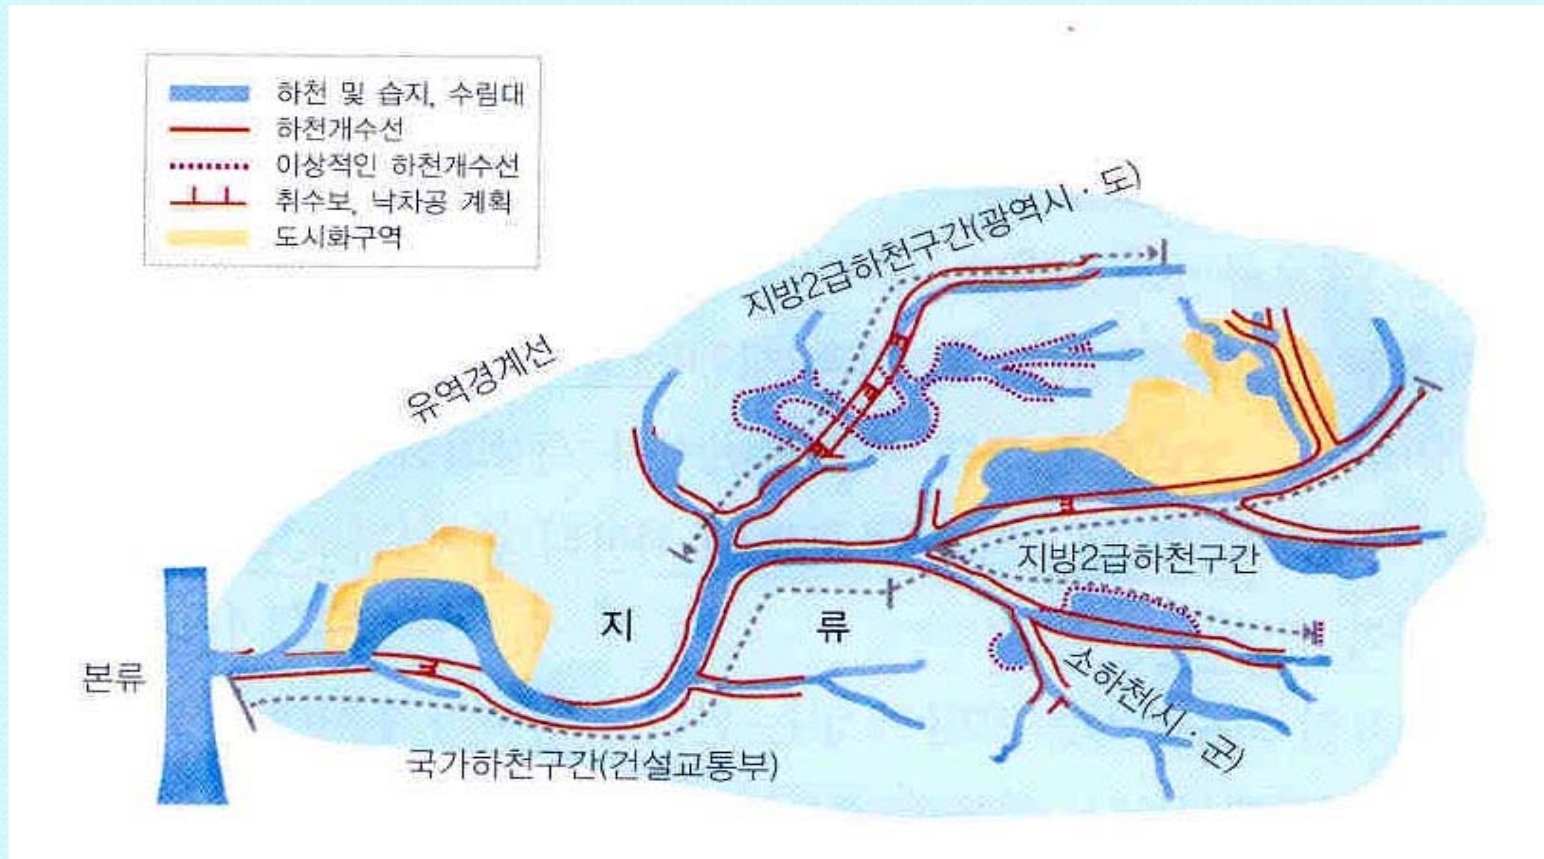 하천 및 습지, 수림대
하천개수선
이상적인 하천개수선
취수보, 낙차공 계획
도시화구역
지방2급하천구간(광역시·도)
유역경계선
지방2급하천구간
지 류
본류
소하천(시·군)
국가하천구간(건설교통부)